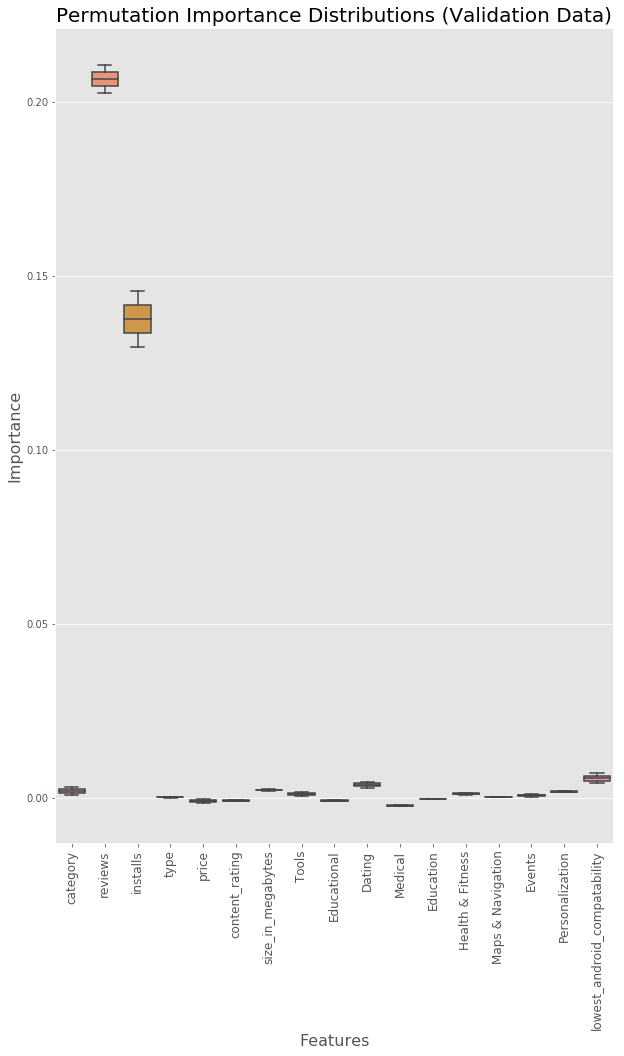 Permutation Importance Distributions (Validation Data)
0.20
0.15
0.10
0.05
0.00
Importance
category
reviews
installs
type
price
content_rating
size_in_megabytes
Tools
Educational
Dating
Medical
Education
Health & Fitness
Maps & Navigation
Events
Personalization
lowest_android_compatability
Features